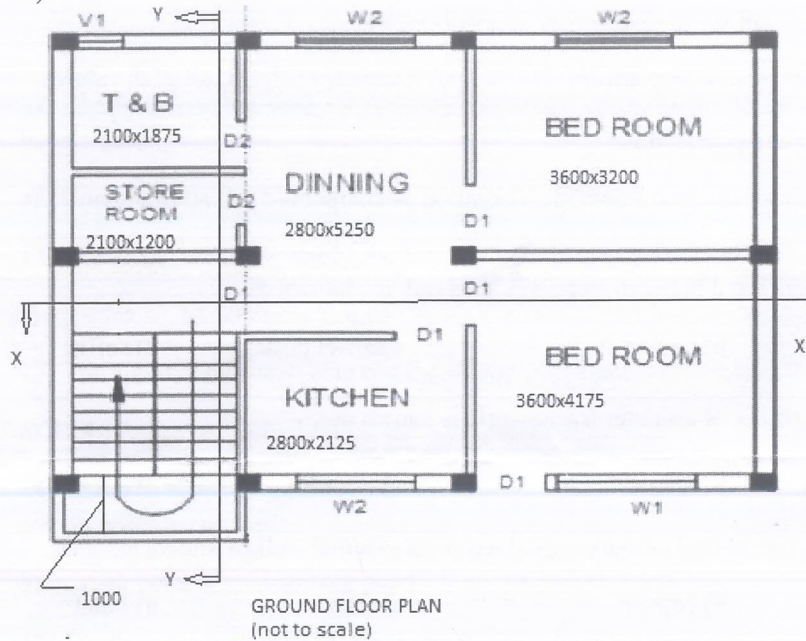 Y
V1
W2
W2
T & B
2100x1875
D2
BED ROOM
3600x3200
DINNING
2800x5250
STORE
ROOM
2100x1200
D2
D1
D1
D1
X
X
D1
BED ROOM
3600x4175
KITCHEN
2800x2125
D1
W2
W1
Y
1000
GROUND FLOOR PLAN
(not to scale)